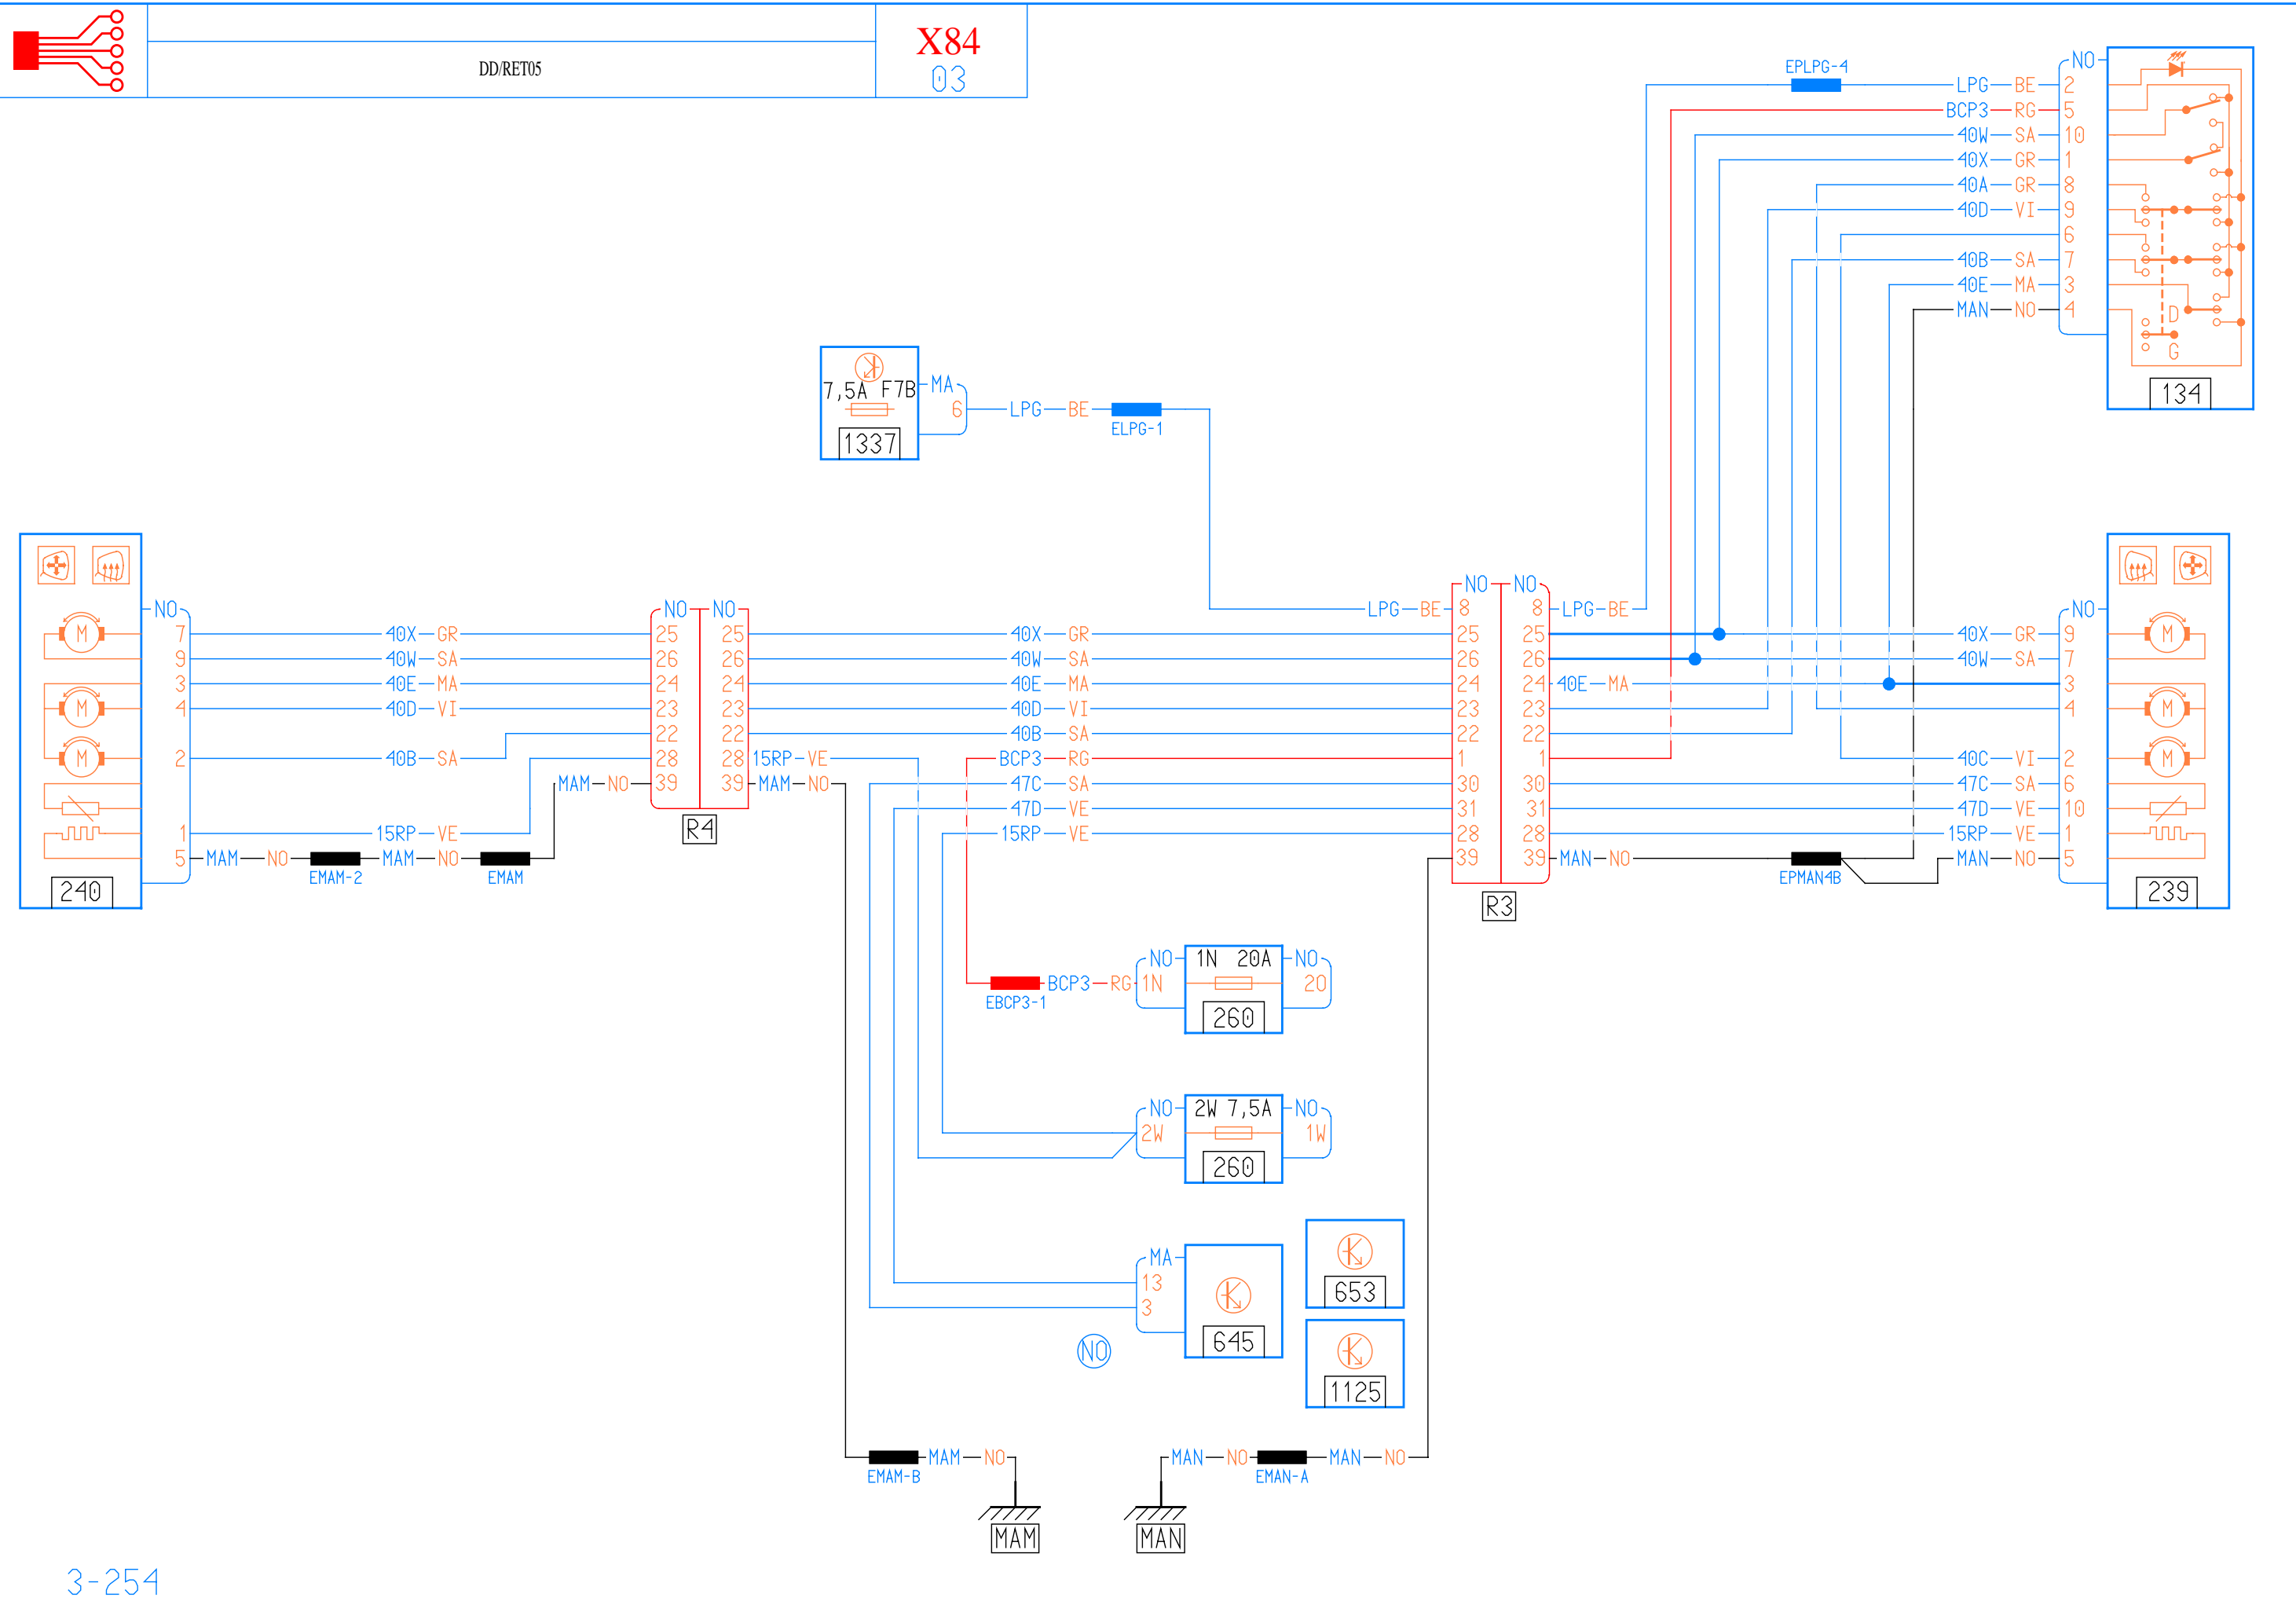 DD/RET05
X84
03
EPLPG-4
NO
LPG BE 2
BCP3 RG 5
40W SA 10
40X GR 1
40A GR 8
40D VI 9
6
40B SA 7
40E MA 3
MAN NO 4
D
G
134
7,5A F7B
MA
6
LPG BE
ELPG-1
1337
NO
7 40X GR 25
9 40W SA 26
3 40E MA 24
4 40D VI 23
22
2 40B SA 28
MAM NO 39
1 15RP VE
5 MAM NO MAM NO
EMAM-2
EMAM
M
M
M
240
NO NO
25 40X GR 25
26 40W SA 26
24 40E MA 24
23 40D VI 23
22 40B SA 22
28 15RP VE BCP3 RG 1
39 MAM NO 47C SA 30
47D VE 31
15RP VE 28
39
R4
LPG BE 8
NO NO
8 LPG BE
25 40X GR 9
26 40W SA 7
24 40E MA 3
23 4
22
1 40C VI 2
30 47C SA 6
31 47D VE 10
28 15RP VE 1
39 MAN NO MAN NO 5
EPMAN4B
R3
NO
M
M
M
239
NO 1N 20A NO
EBCP3-1 BCP3 RG 1N 20
260
NO 2W 7,5A NO
2W 1W
260
MA
13
3
645
NO
653
1125
MAM NO
EMAM-B
MAN NO MAN NO
EMAN-A
MAM
MAN
3-254